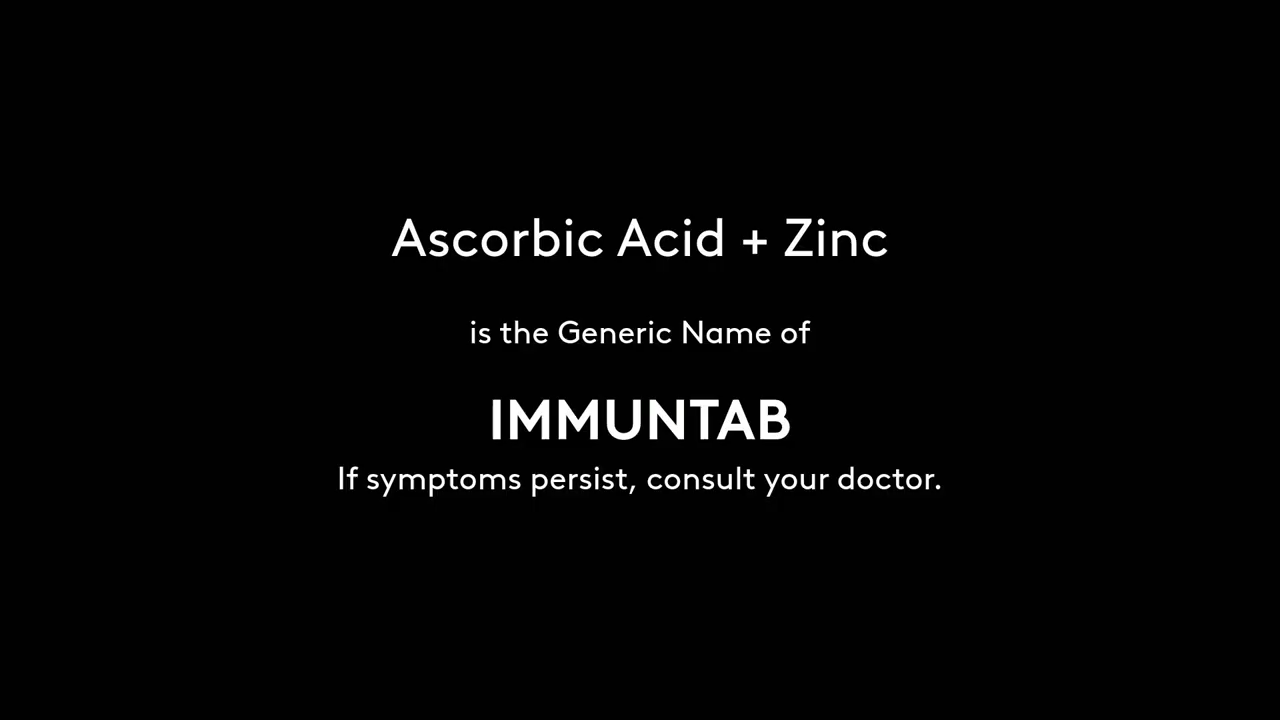 Ascorbic Acid + Zinc
is the Generic Name of
IMMUNTAB
If symptoms persist, consult your doctor.